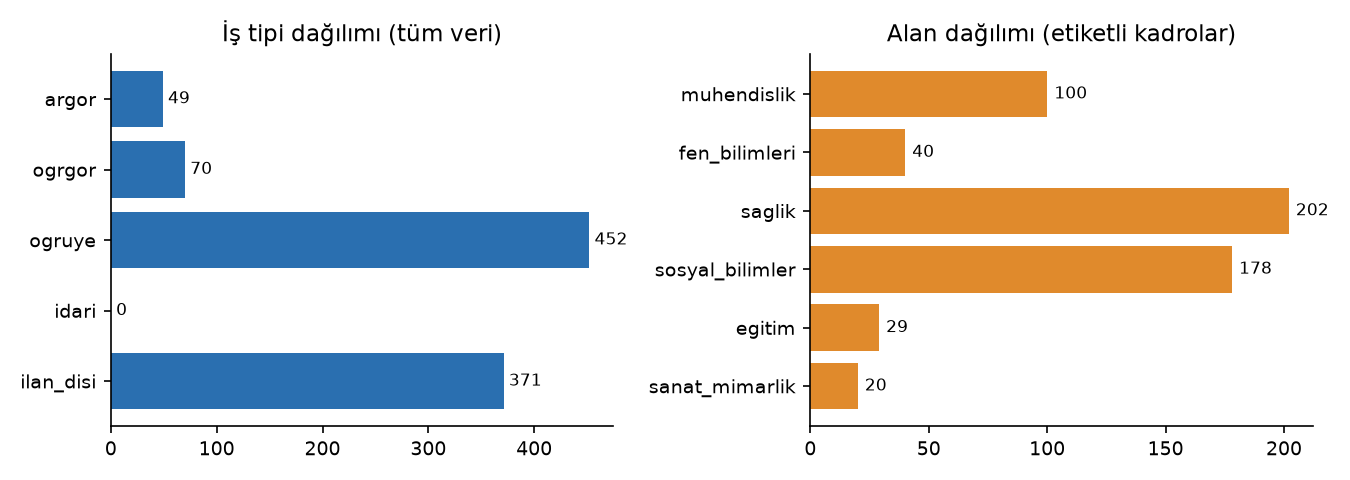 İş tipi dağılımı (tüm veri)
argor
49
ogrgor
70
ogruye
452
idari
0
ilan_disi
371
0 100 200 300 400
Alan dağılımı (etiketli kadrolar)
muhendislik
100
fen_bilimleri
40
saglik
202
sosyal_bilimler
178
egitim
29
sanat_mimarlik
20
0 50 100 150 200